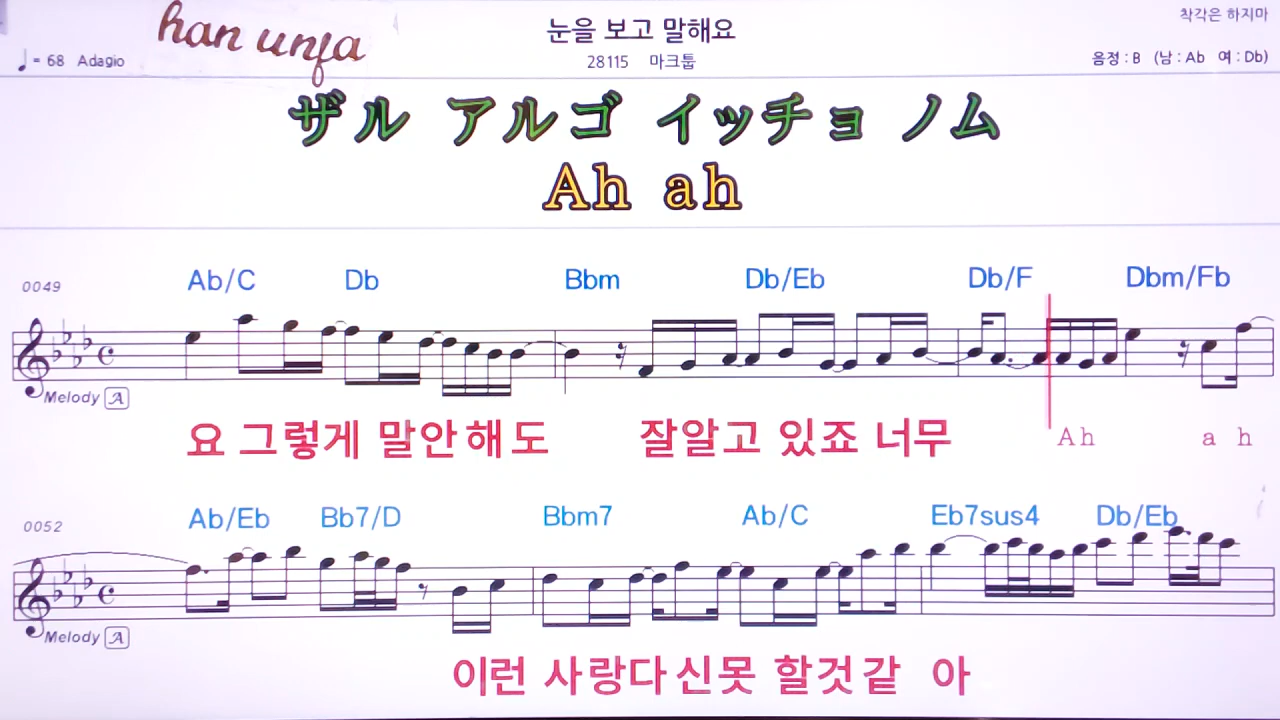 han unfa
착각은 하지마
눈을 보고 말해요
♩= 68 Adagio
28115 마크툽
음정 : B (남 : Ab 여 : Db)
ザル アルゴ イッチョ ノム
Ah ah
0049 Ab/C Db Bbm Db/Eb Db/F Dbm/Fb
Melody A
요 그렇게 말안해도 잘알고 있죠 너무 Ah a h
0052 Ab/Eb Bb7/D Bbm7 Ab/C Eb7sus4 Db/Eb
Melody A
이런 사랑다신못 할것같 아